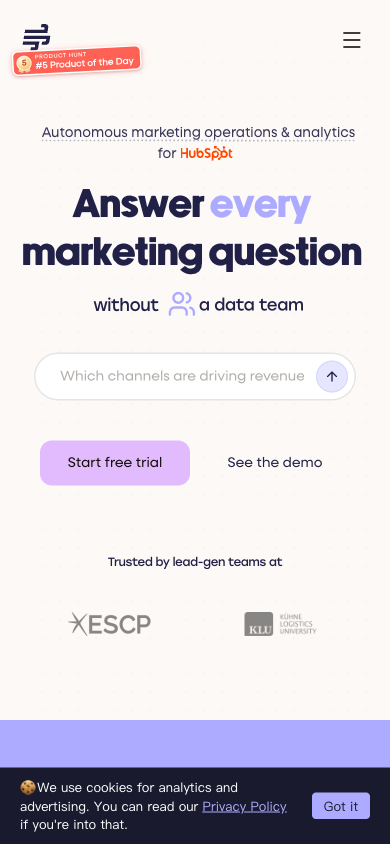 PRODUCT HUNT
5
#5 Product of the Day
Autonomous marketing operations & analytics
for HubSpot
Answer every
marketing question
without a data team
Which channels are driving revenue
Start free trial
See the demo
Trusted by lead-gen teams at
ESCP
KLU
KÜHNE
LOGISTICS
UNIVERSITY
We use cookies for analytics and
advertising. You can read our Privacy Policy
if you're into that.
Got it